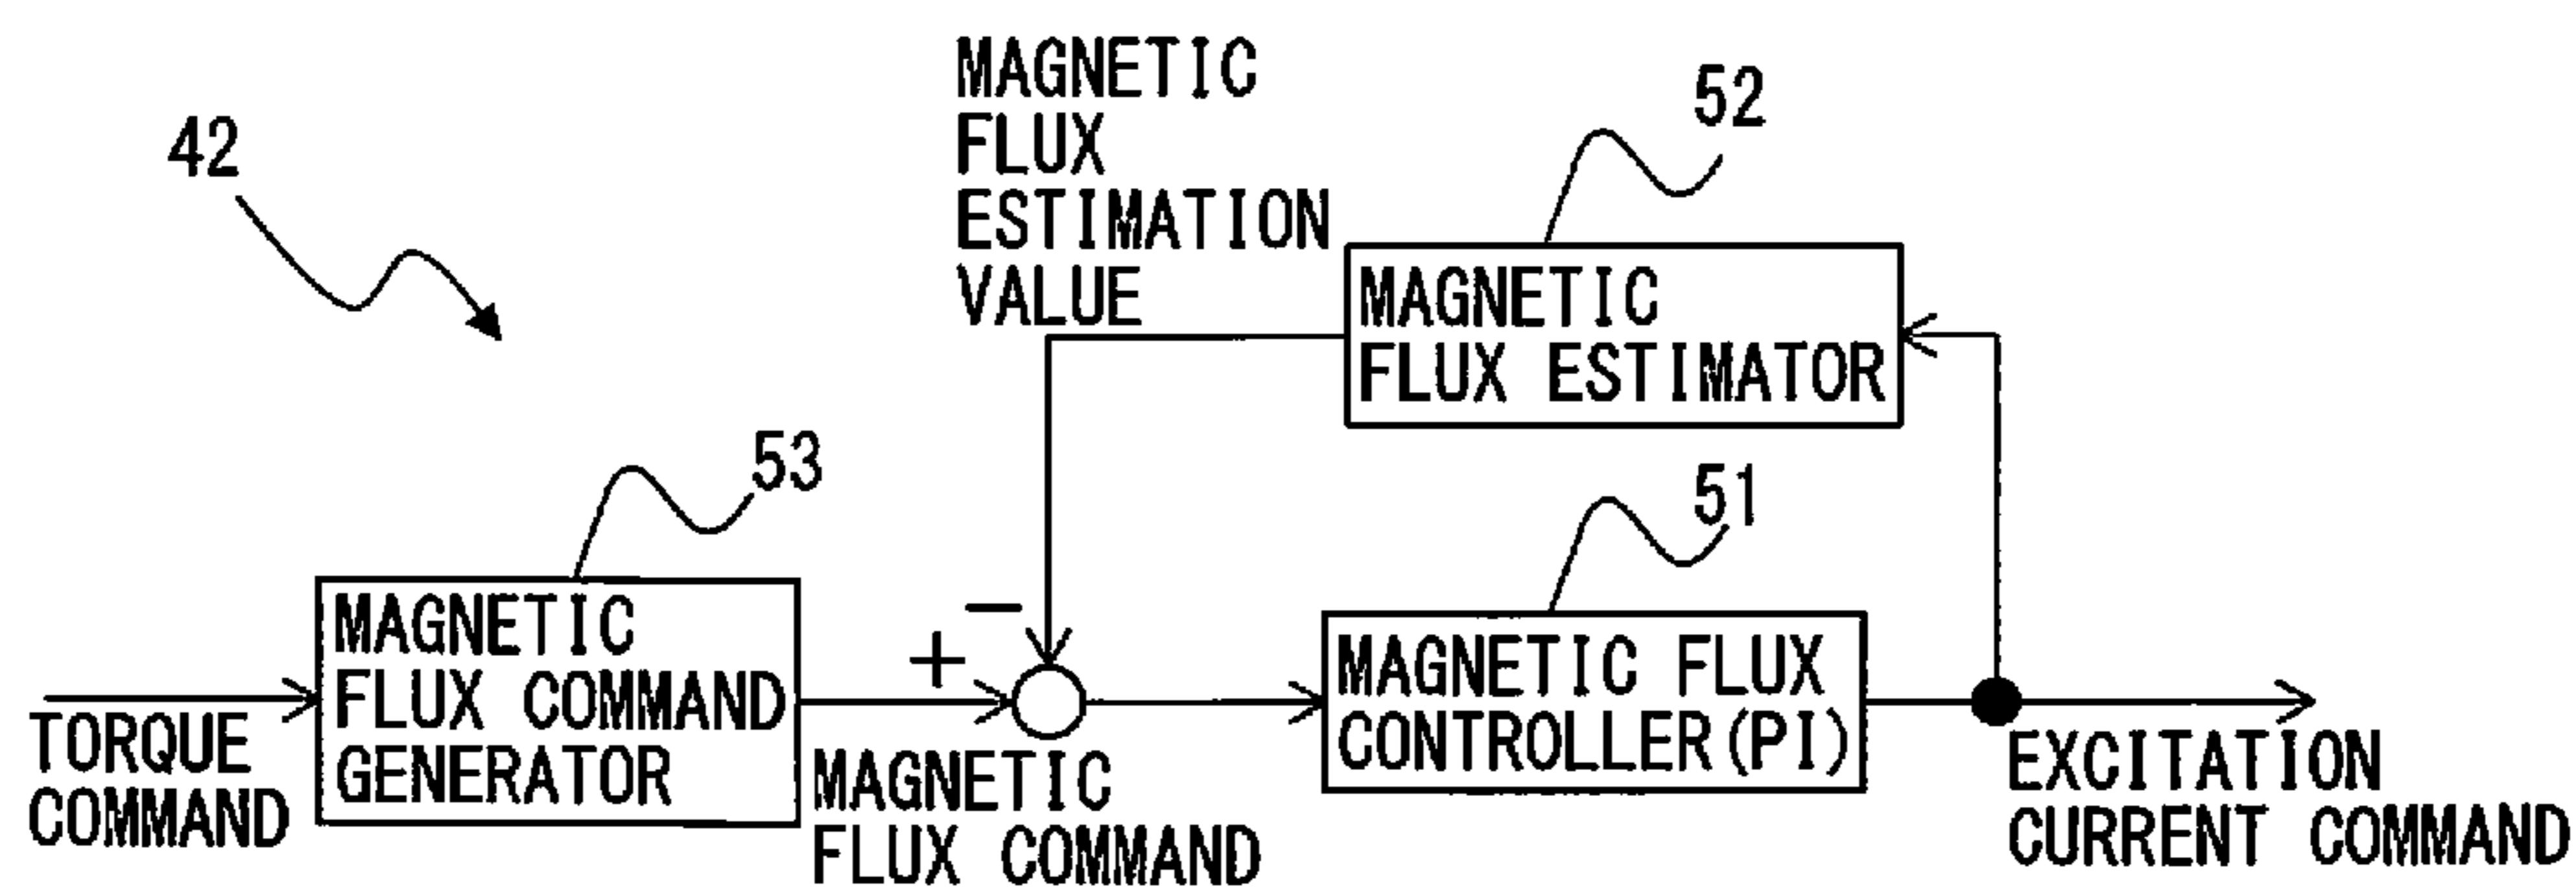 42
MAGNETIC
FLUX
ESTIMATION
VALUE
52
MAGNETIC
FLUX ESTIMATOR
53
MAGNETIC
FLUX COMMAND
GENERATOR
TORQUE
COMMAND
+
−
MAGNETIC
FLUX COMMAND
51
MAGNETIC FLUX
CONTROLLER(PI)
EXCITATION
CURRENT COMMAND